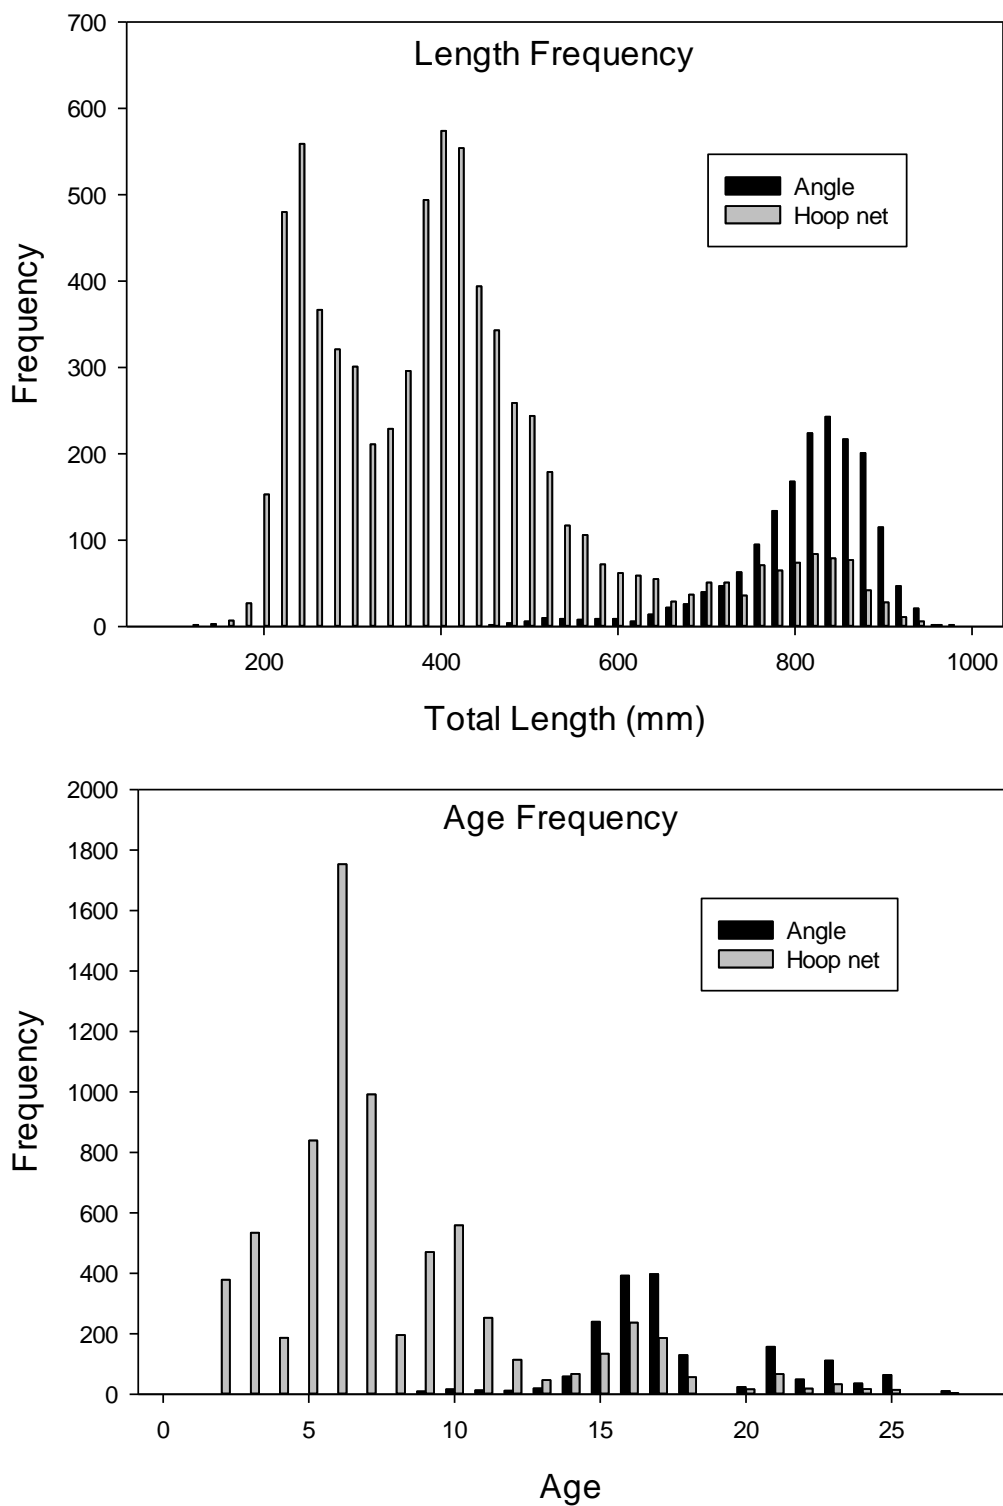 Length Frequency
700
600
500
400
300
200
100
0
Frequency
Angle
Hoop net
200 400 600 800 1000
Total Length (mm)
Age Frequency
2000
1800
1600
1400
1200
1000
800
600
400
200
0
Frequency
Angle
Hoop net
0 5 10 15 20 25
Age